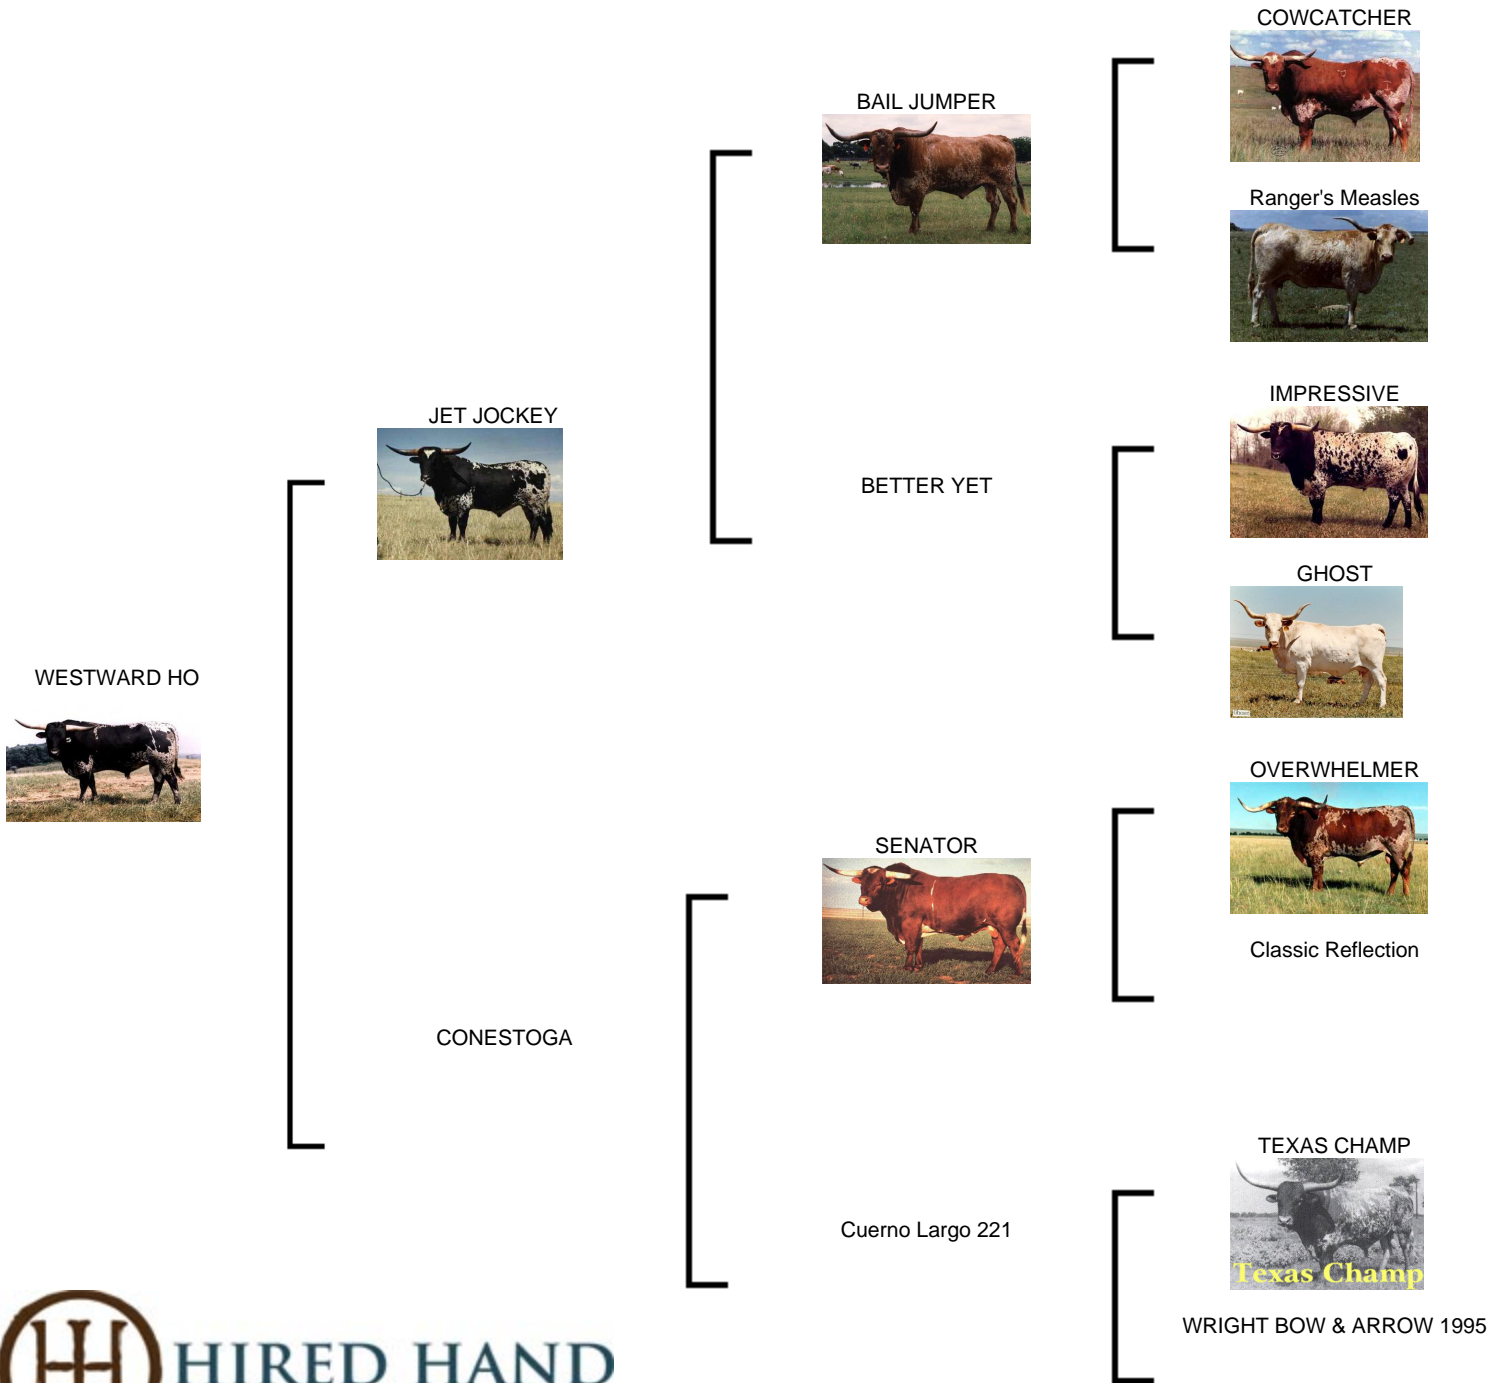 COWCATCHER
BAIL JUMPER
Ranger's Measles
IMPRESSIVE
JET JOCKEY
BETTER YET
GHOST
WESTWARD HO
OVERWHELMER
SENATOR
Classic Reflection
CONESTOGA
TEXAS CHAMP
Cuerno Largo 221
Texas Champ
WRIGHT BOW & ARROW 1995
HIRED HAND